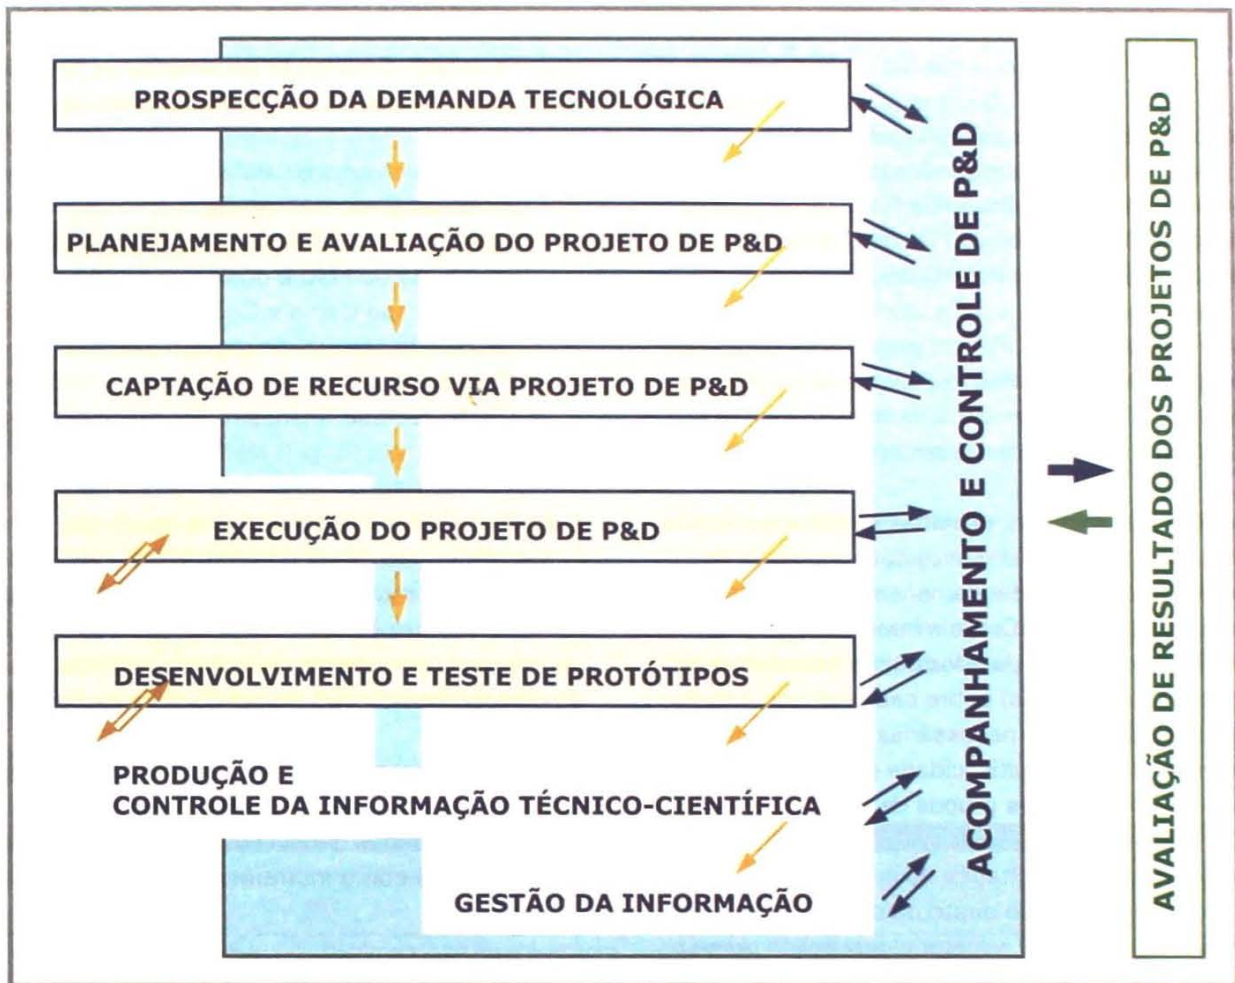 PROSPECÇÃO DA DEMANDA TECNOLÓGICA
PLANEJAMENTO E AVALIAÇÃO DO PROJETO DE P&D
CAPTAÇÃO DE RECURSO VIA PROJETO DE P&D
EXECUÇÃO DO PROJETO DE P&D
DESENVOLVIMENTO E TESTE DE PROTÓTIPOS
PRODUÇÃO E
CONTROLE DA INFORMAÇÃO TÉCNICO-CIENTÍFICA
GESTÃO DA INFORMAÇÃO
ACOMPANHAMENTO E CONTROLE DE P&D
AVALIAÇÃO DE RESULTADO DOS PROJETOS DE P&D